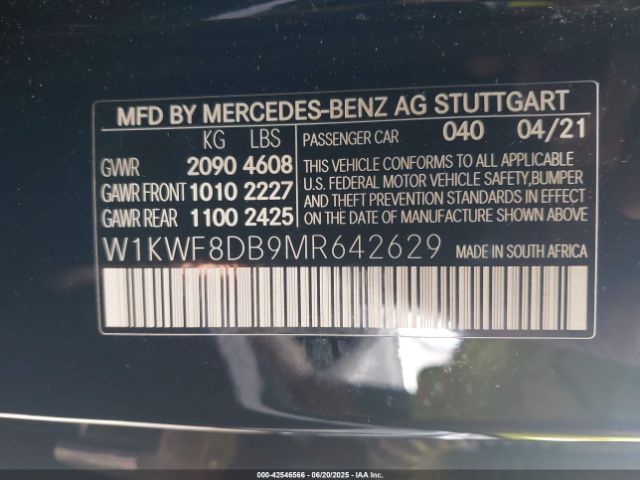 MFD BY MERCEDES-BENZ AG STUTTGART
KG LBS
GVWR 2090 4608
GAWR FRONT 1010 2227
GAWR REAR 1100 2425
PASSENGER CAR 040 04/21
THIS VEHICLE CONFORMS TO ALL APPLICABLE
U.S. FEDERAL MOTOR VEHICLE SAFETY, BUMPER
AND THEFT PREVENTION STANDARDS IN EFFECT
ON THE DATE OF MANUFACTURE SHOWN ABOVE.
W1KWF8DB9MR642629
SOUTH AFRICA
000-42546566 - 06/20/2025 - IAA Inc.